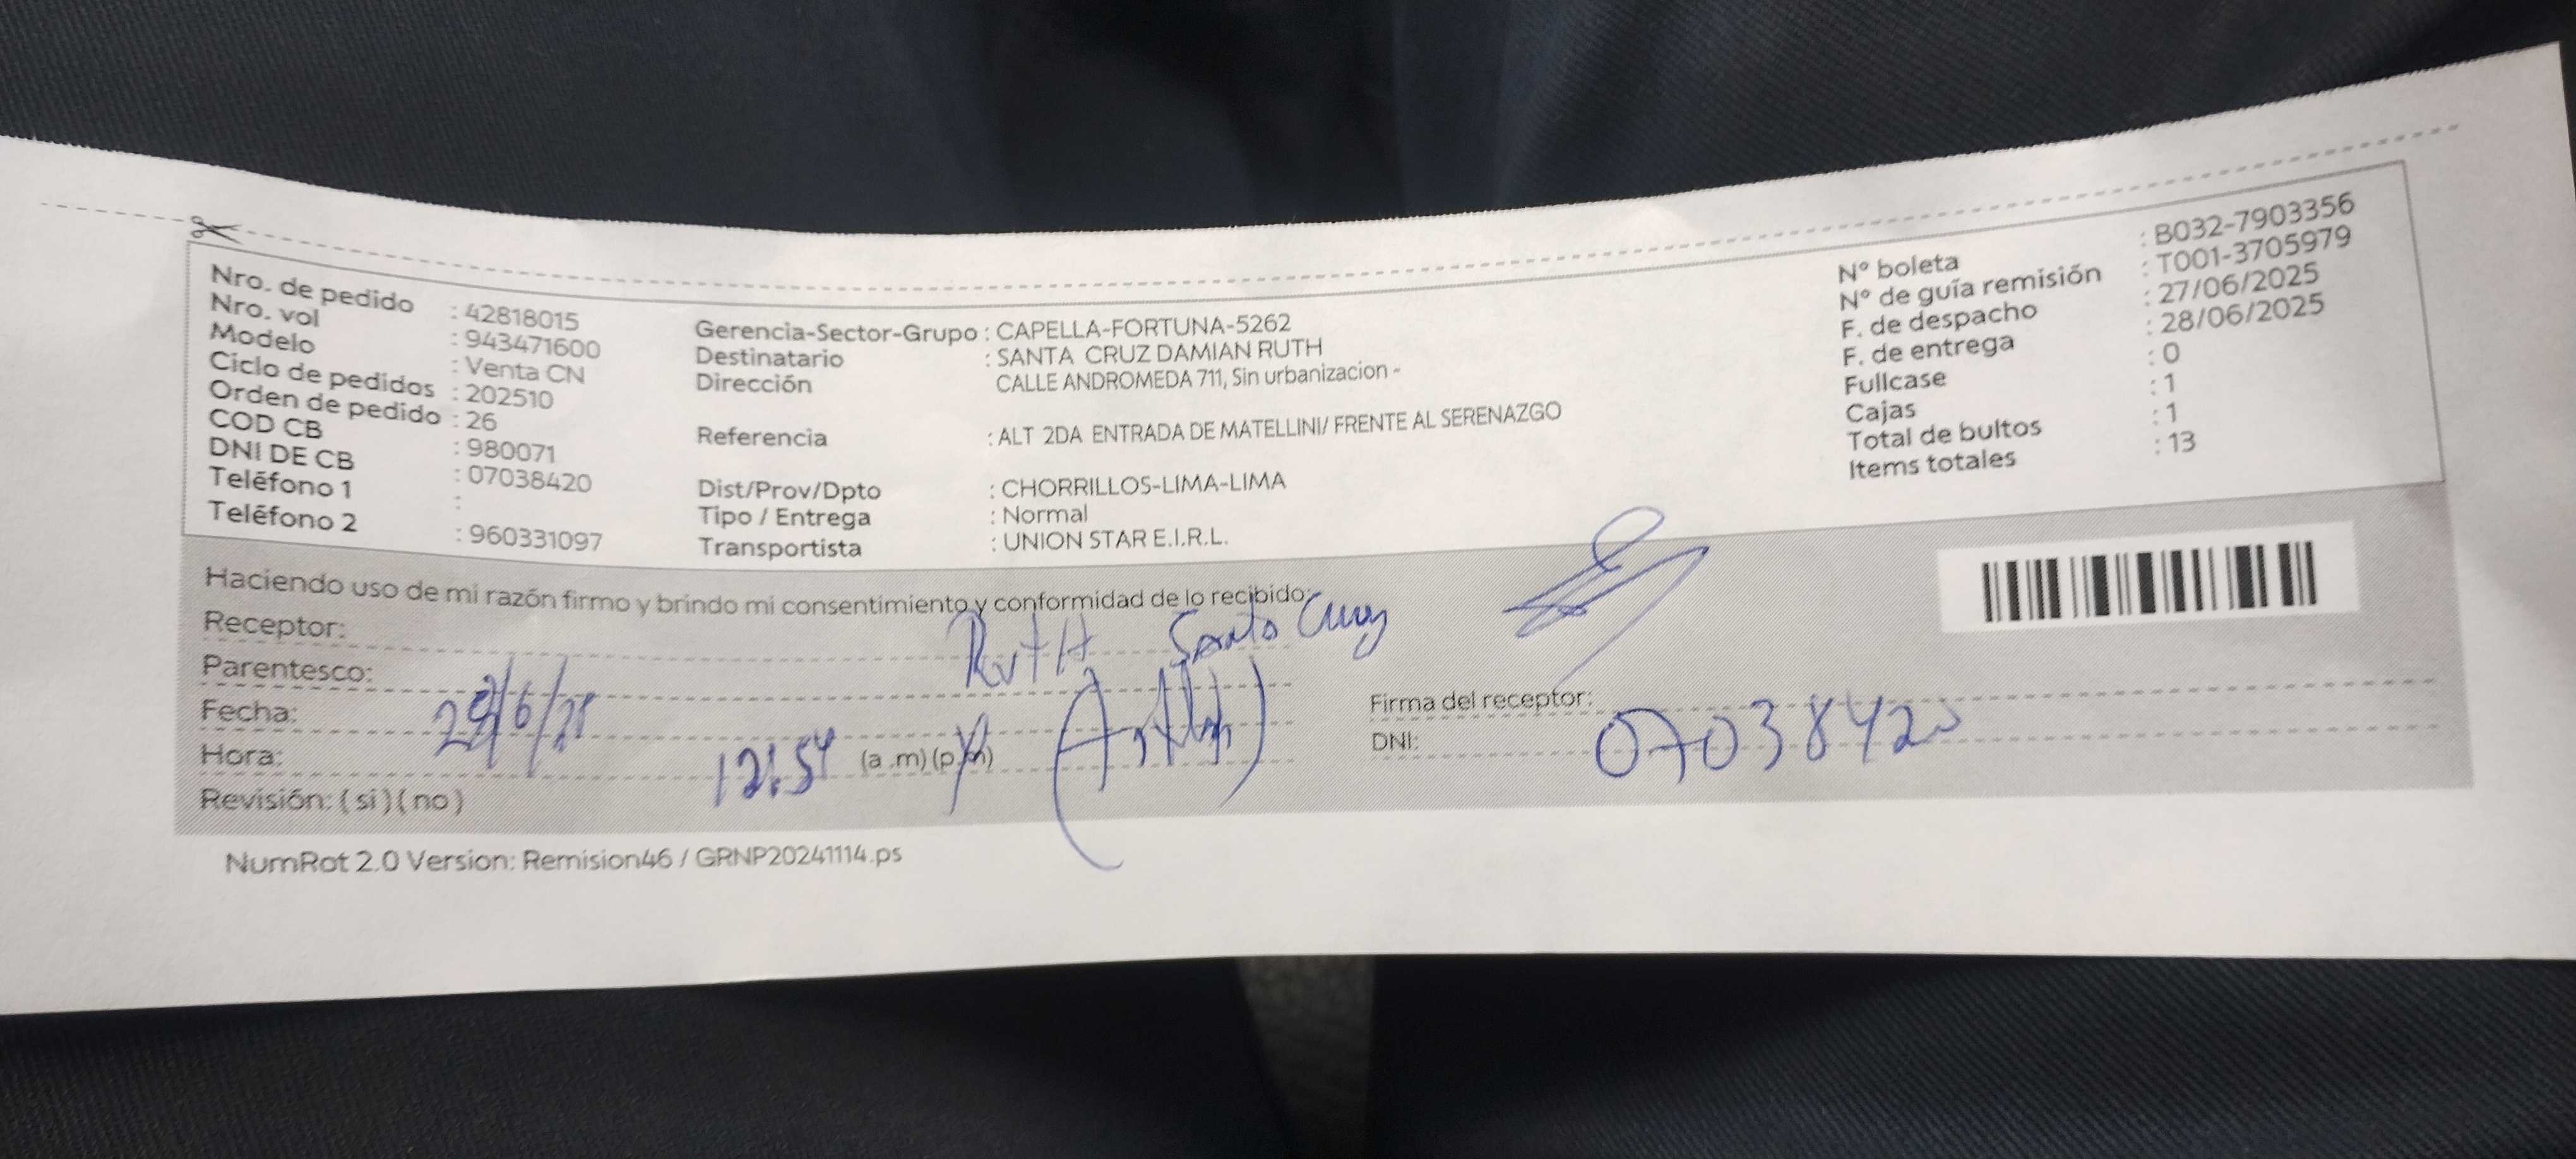 Nro. de pedido : 42818015
Nro. vol : 943471600
Modelo : Venta CN
Ciclo de pedidos : 202510
Orden de pedido : 26
COD CB : 980071
DNI DE CB : 07038420
Teléfono 1 :
Teléfono 2 : 960331097
Gerencia-Sector-Grupo : CAPELLA-FORTUNA-5262
Destinatario : SANTA CRUZ DAMIAN RUTH
Dirección CALLE ANDROMEDA 711, Sin urbanizacion -
Referencia : ALT 2DA ENTRADA DE MATELLINI/ FRENTE AL SERENAZGO
Dist/Prov/Dpto : CHORRILLOS-LIMA-LIMA
Tipo / Entrega : Normal
Transportista : UNION STAR E.I.R.L.
N° boleta : B032-7903356
N° de guía remisión : T001-3705979
F. de despacho : 27/06/2025
F. de entrega : 28/06/2025
Fullcase : 0
Cajas : 1
Total de bultos : 1
Items totales : 13
Haciendo uso de mi razón firmo y brindo mi consentimiento y conformidad de lo recibido:
Receptor: RutH Santa Cruz
Parentesco:
Fecha:
Hora: 12:54 (a.m)(p.m)
Revisión: (si)(no)
Firma del receptor:
DNI: 07038420
NumRot 2.0 Version: Remision46 / GRNP20241114.ps